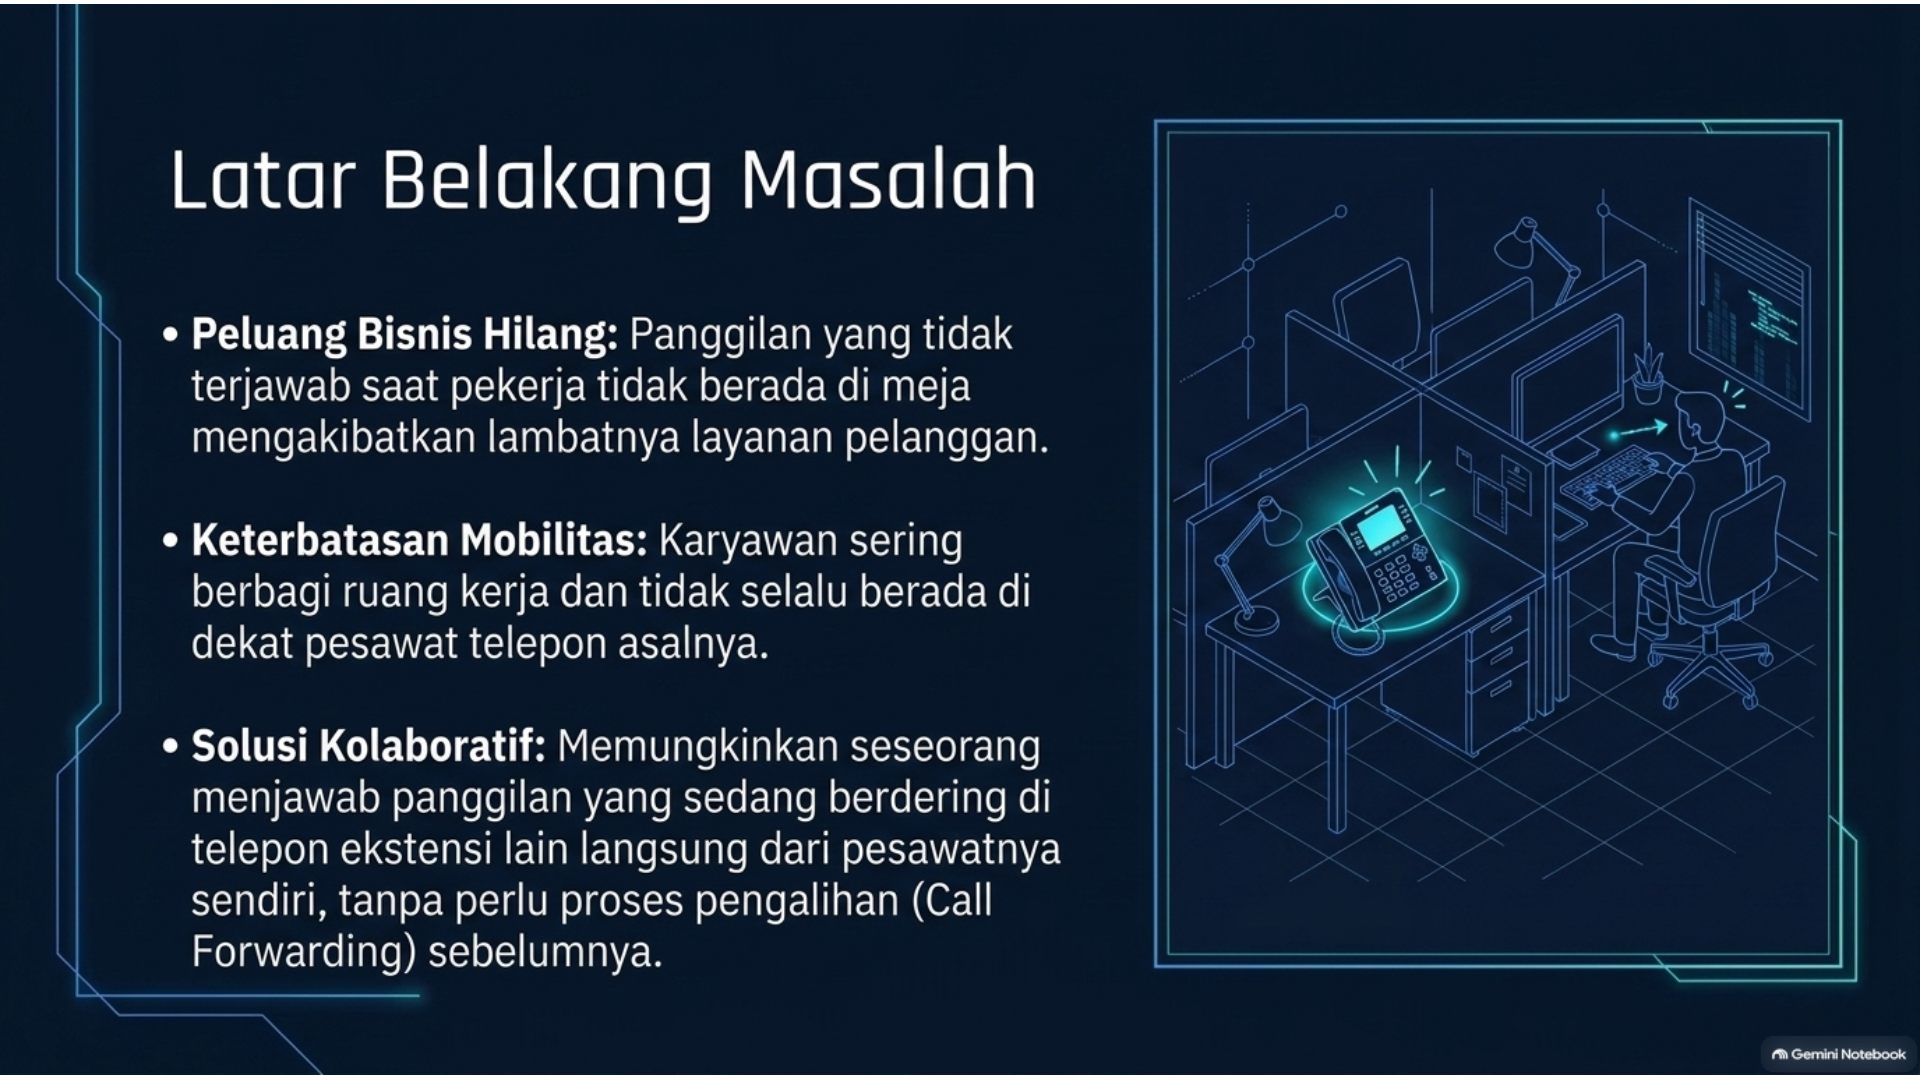 Latar Belakang Masalah
• Peluang Bisnis Hilang: Panggilan yang tidak
terjawab saat pekerja tidak berada di meja
mengakibatkan lambatnya layanan pelanggan.
• Keterbatasan Mobilitas: Karyawan sering
berbagi ruang kerja dan tidak selalu berada di
dekat pesawat telepon asalnya.
• Solusi Kolaboratif: Memungkinkan seseorang
menjawab panggilan yang sedang berdering di
telepon ekstensi lain langsung dari pesawatnya
sendiri, tanpa perlu proses pengalihan (Call
Forwarding) sebelumnya.
Gemini Notebook